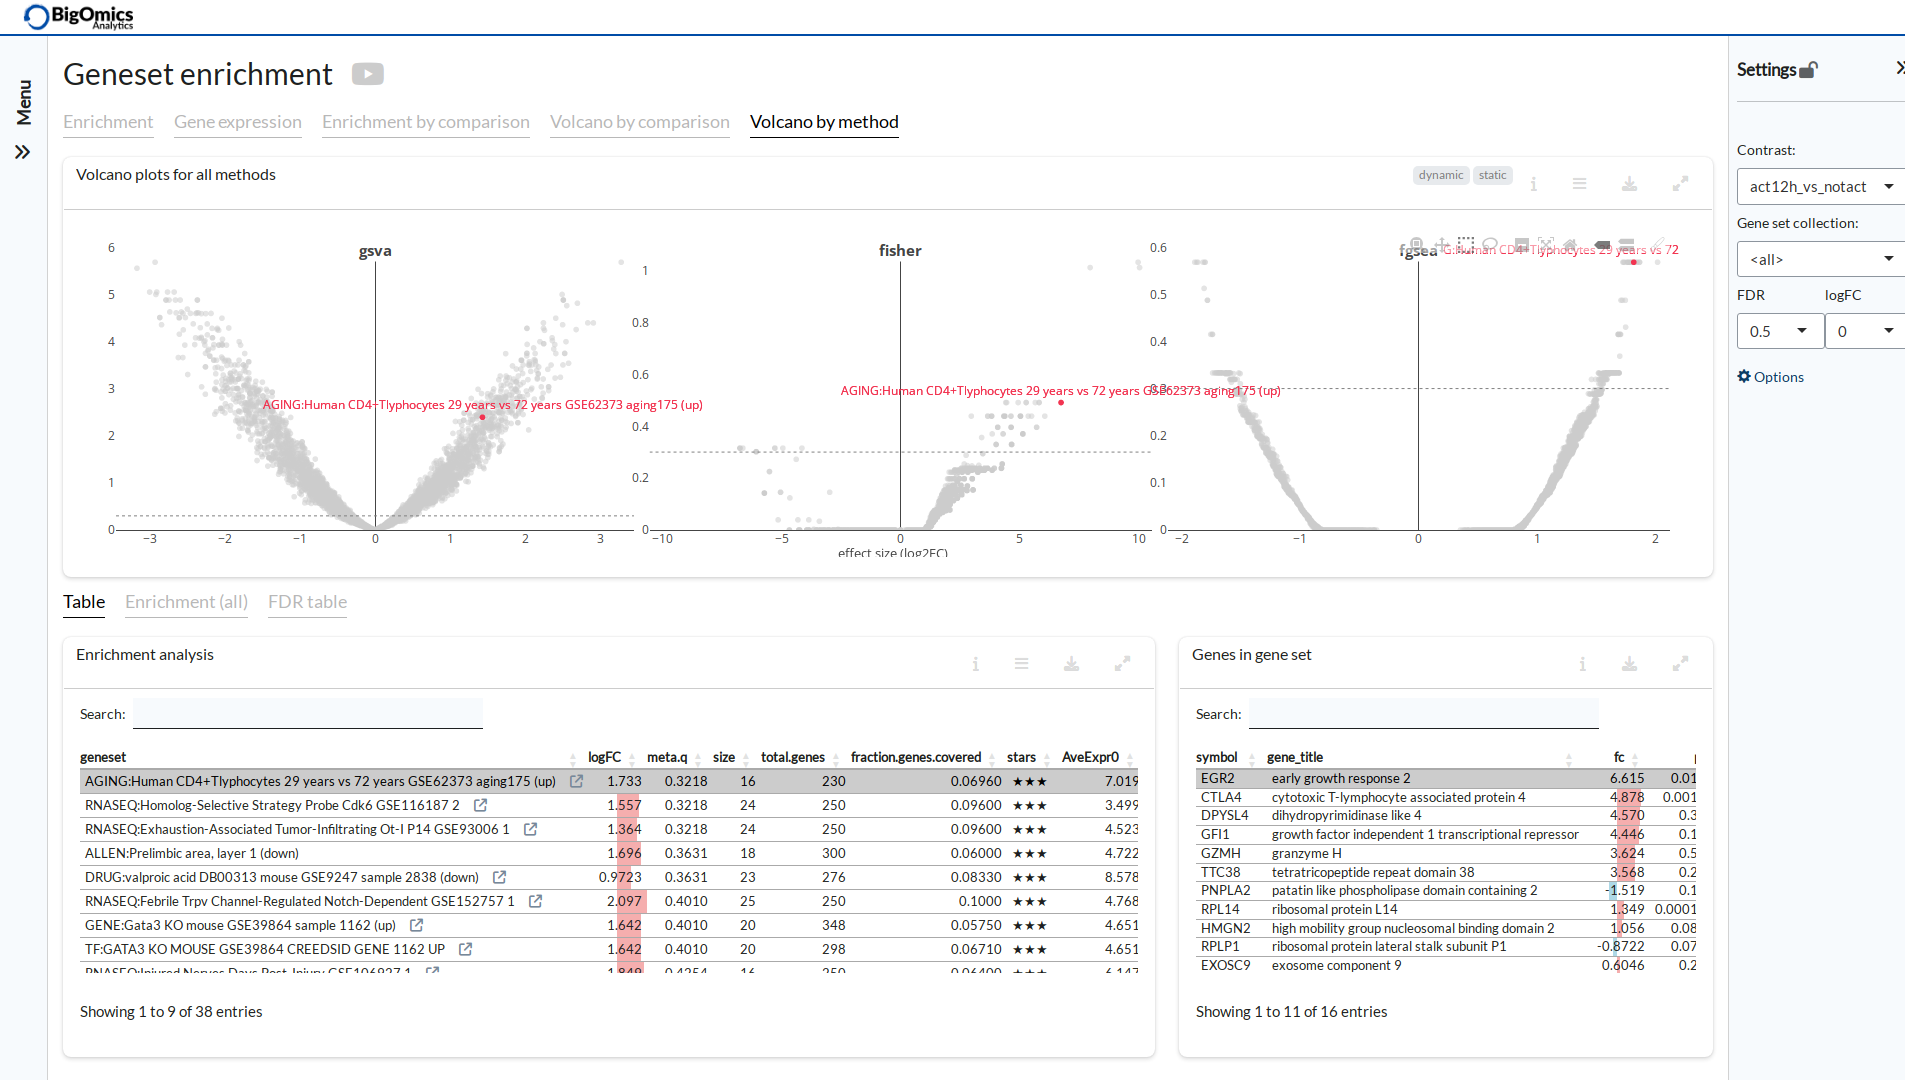 BigOmics
Analytics
Menu
Geneset enrichment
Enrichment Gene expression Enrichment by comparison Volcano by comparison Volcano by method
Volcano plots for all methods
dynamic static
gsva
6
5
4
3
2
1
0
AGING:Human CD4+Tlyphocytes 29 years vs 72 years GSE62373 aging175 (up)
−3 −2 −1 0 1 2 3
fisher
1
0.8
0.6
0.4
0.2
0
AGING:Human CD4+Tlyphocytes 29 years vs 72 years GSE62373 aging175 (up)
−10 −5 0 5 10
effect size (log2FC)
fgsea
G:Human CD4+Tlyphocytes 29 years vs 72
0.6
0.5
0.4
0.3
0.2
0.1
0
−2 −1 0 1 2
Table Enrichment (all) FDR table
Enrichment analysis
Search:
geneset logFC meta.q size total.genes fraction.genes.covered stars AveExpr0
AGING:Human CD4+Tlyphocytes 29 years vs 72 years GSE62373 aging175 (up) 1.733 0.3218 16 230 0.06960 ★★★ 7.019
RNASEQ:Homolog-Selective Strategy Probe Cdk6 GSE116187 2 1.557 0.3218 24 250 0.09600 ★★★ 3.499
RNASEQ:Exhaustion-Associated Tumor-Infiltrating Ot-I P14 GSE93006 1 1.364 0.3218 24 250 0.09600 ★★★ 4.523
ALLEN:Prelimbic area, layer 1 (down) 1.696 0.3631 18 300 0.06000 ★★★ 4.722
DRUG:valproic acid DB00313 mouse GSE9247 sample 2838 (down) 0.9723 0.3631 23 276 0.08330 ★★★ 8.578
RNASEQ:Febrile Trpv Channel-Regulated Notch-Dependent GSE152757 1 2.097 0.4010 25 250 0.1000 ★★★ 4.768
GENE:Gata3 KO mouse GSE39864 sample 1162 (up) 1.642 0.4010 20 348 0.05750 ★★★ 4.651
TF:GATA3 KO MOUSE GSE39864 CREEDSID GENE 1162 UP 1.642 0.4010 20 298 0.06710 ★★★ 4.651
RNASEQ:Injured Nerves Days Post-Injury GSE106927 1 1.849 0.4254 16 250 0.06400 ★★★ 6.147
Showing 1 to 9 of 38 entries
Genes in gene set
Search:
symbol gene_title fc
EGR2 early growth response 2 6.615 0.01
CTLA4 cytotoxic T-lymphocyte associated protein 4 4.878 0.001
DPYSL4 dihydropyrimidinase like 4 4.570 0.3
GFI1 growth factor independent 1 transcriptional repressor 4.446 0.1
GZMH granzyme H 3.624 0.5
TTC38 tetratricopeptide repeat domain 38 3.568 0.2
PNPLA2 patatin like phospholipase domain containing 2 -1.519 0.1
RPL14 ribosomal protein L14 1.349 0.0001
HMGN2 high mobility group nucleosomal binding domain 2 1.056 0.08
RPLP1 ribosomal protein lateral stalk subunit P1 -0.8722 0.07
EXOSC9 exosome component 9 0.6046 0.2
Showing 1 to 11 of 16 entries
Settings
Contrast:
act12h_vs_notact
Gene set collection:
<all>
FDR logFC
0.5 0
Options